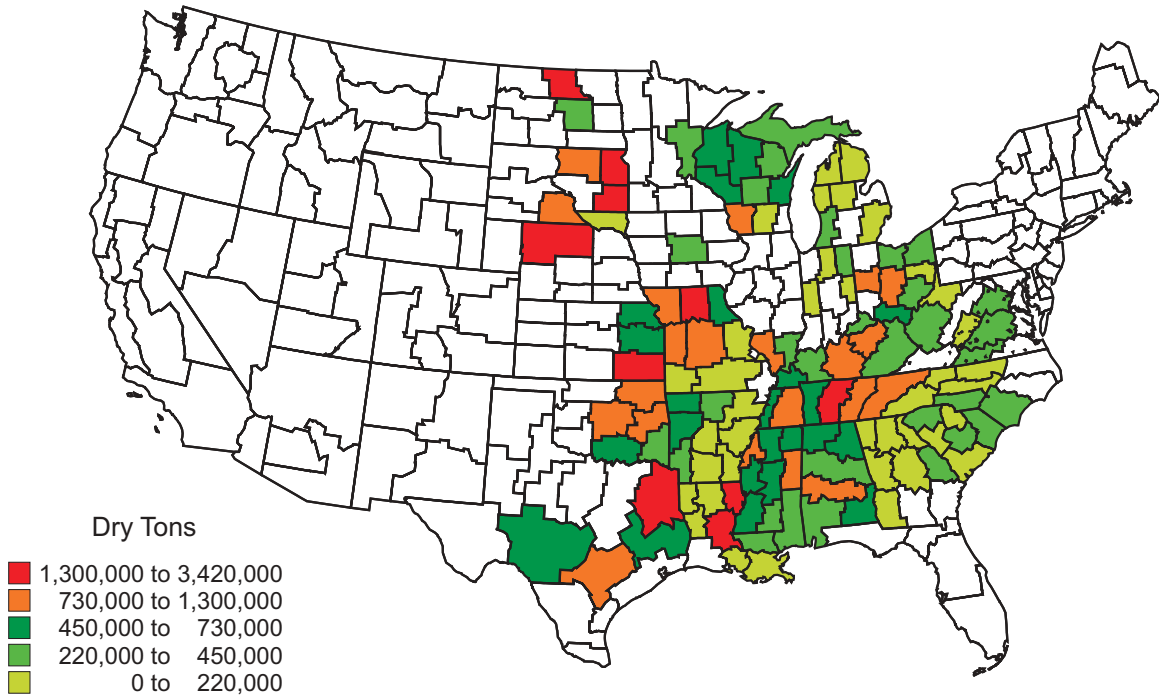 Dry Tons
1,300,000 to 3,420,000
730,000 to 1,300,000
450,000 to 730,000
220,000 to 450,000
0 to 220,000